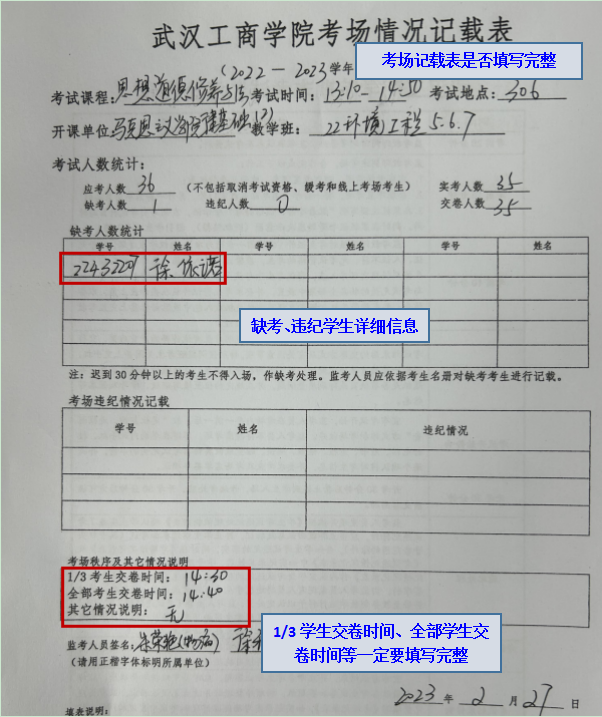 武汉工商学院考场情况记载表
考场记载表是否填写完整
(2022 — 2023学年
考试课程: 思想道德修养与法 考试时间: 13:10-14:50 考试地点: 306
开课单位 马克思主义学院 基础(2) 教学班: 22环境工程5.6.7
考试人数统计:
应考人数 36 (不包括取消考试资格、缓考和线上考场考生) 实考人数 35
缺考人数 1 违纪人数 0 交卷人数 35
缺考人数统计
学号 姓名 学号 姓名 学号 姓名
徐依诺
缺考、违纪学生详细信息
注: 迟到30分钟以上的考生不得入场, 作缺考处理。监考人员应依据考生名册对缺考考生进行记载。
考场违纪情况记载
学号 姓名 违纪情况
考场秩序及其它情况说明
1/3考生交卷时间: 14:30
全部考生交卷时间: 14:40
其它情况说明: 无
1/3 学生交卷时间、全部学生交
卷时间等一定要填写完整
监考人员签名:
(请用正楷字体标明所属单位)
2023 年 2 月 27 日
填表说明: